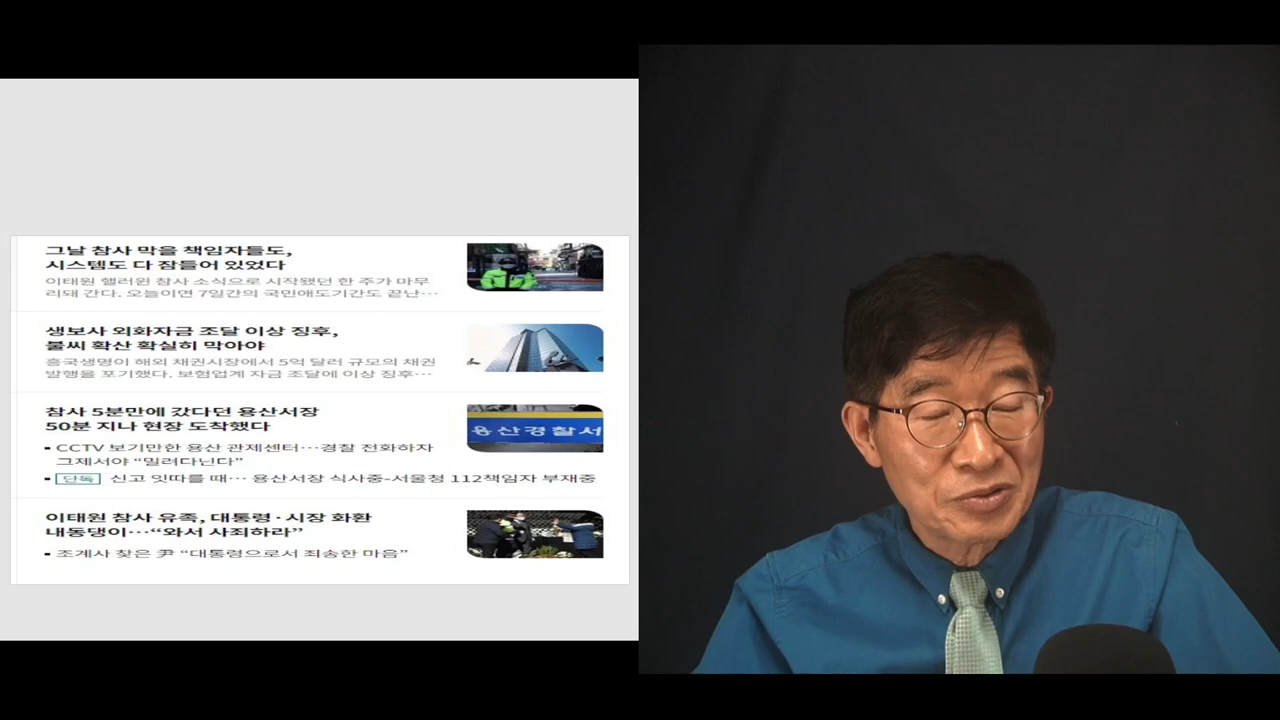 그날 참사 막을 책임자들도,
시스템도 다 잠들어 있었다
이태원 핼러윈 참사 소식으로 시작됐던 한 주가 마무
리돼 간다. 오늘이면 7일간의 국민애도기간도 끝난…
생보사 외화자금 조달 이상 징후,
불씨 확산 확실히 막아야
흥국생명이 해외 채권시장에서 5억 달러 규모의 채권
발행을 포기했다. 보험업계 자금 조달에 이상 징후…
참사 5분만에 갔다던 용산서장
50분 지나 현장 도착했다
용산경찰서
▪ CCTV 보기만한 용산 관제센터…경찰 전화하자
그제서야 “밀려다닌다”
▪ 단독 신고 잇따를 때… 용산서장 식사중-서울청 112책임자 부재중
이태원 참사 유족, 대통령·시장 화환
내동댕이…“와서 사죄하라”
▪ 조계사 찾은 尹 “대통령으로서 죄송한 마음”